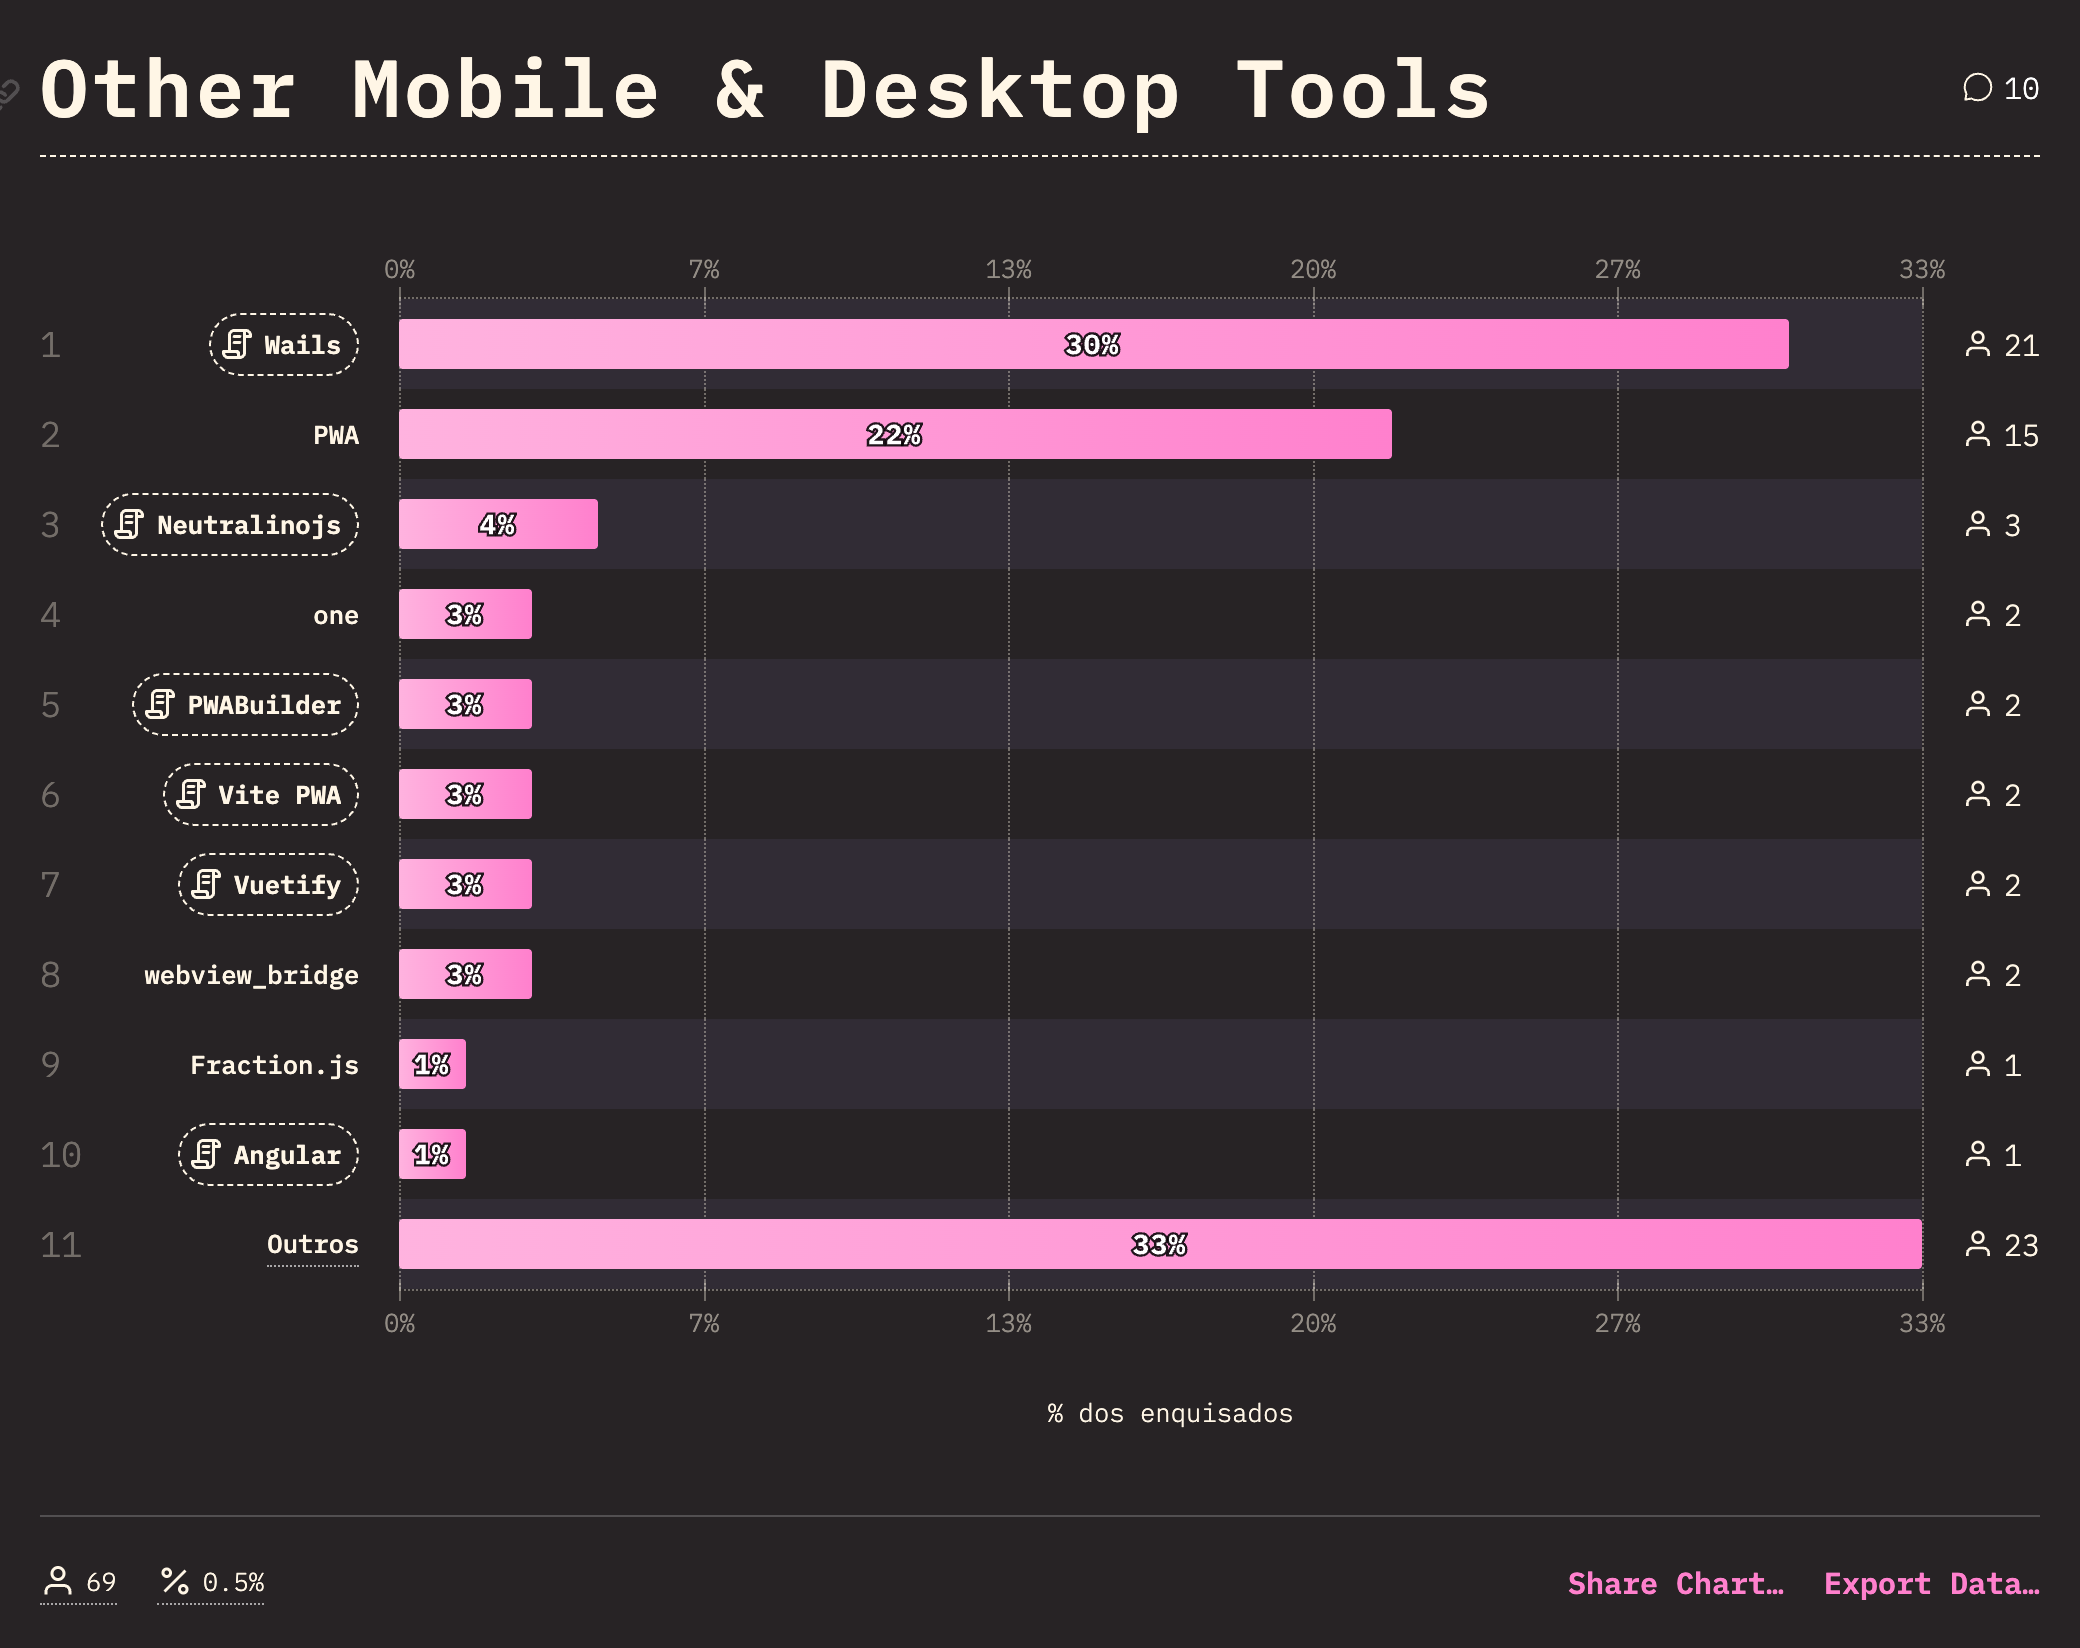 Other Mobile & Desktop Tools 10
0% 7% 13% 20% 27% 33%
1 Wails 30% 21
2 PWA 22% 15
3 Neutralinojs 4% 3
4 one 3% 2
5 PWABuilder 3% 2
6 Vite PWA 3% 2
7 Vuetify 3% 2
8 webview_bridge 3% 2
9 Fraction.js 1% 1
10 Angular 1% 1
11 Outros 33% 23
0% 7% 13% 20% 27% 33%
% dos enquisados
69 % 0.5% Share Chart… Export Data…